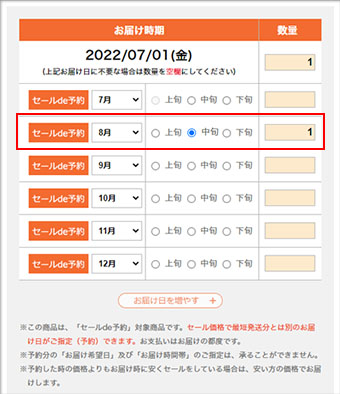 お届け時期 数量
2022/07/01(金) 1
(上記お届け日に不要な場合は数量を空欄にしてください)
セールde予約 7月 上旬 中旬 下旬
セールde予約 8月 上旬 中旬 下旬 1
セールde予約 9月 上旬 中旬 下旬
セールde予約 10月 上旬 中旬 下旬
セールde予約 11月 上旬 中旬 下旬
セールde予約 12月 上旬 中旬 下旬
お届け日を増やす +
※この商品は、「セールde予約」対象商品です。セール価格で最短発送分とは別のお届
け日がご指定（予約）できます。お支払いはお届けの都度です。
※予約分の「お届け希望日」及び「お届け時間帯」のご指定は、承ることができません。
※予約した時の価格よりもお届け時に安くセールをしている場合は、安い方の価格でお届
けします。